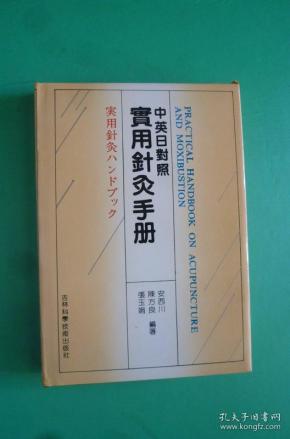 PRACTICAL HANDBOOK ON ACUPUNCTURE
AND MOXIBUSTION
中英日對照
實用針灸手册
実用針灸ハンドブック
安西川
陳方良
張玉娟
編著
吉林科學技術出版社
孔夫子旧书网